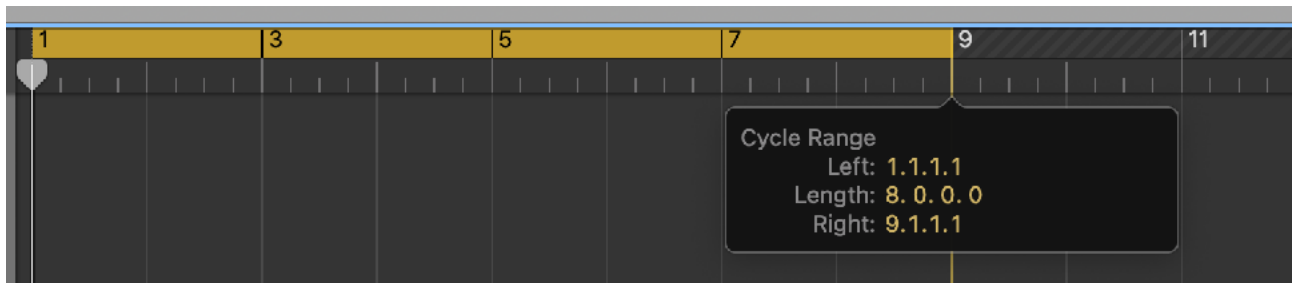 1 3 5 7 9 11
Cycle Range
Left: 1.1.1.1
Length: 8. 0. 0. 0
Right: 9.1.1.1